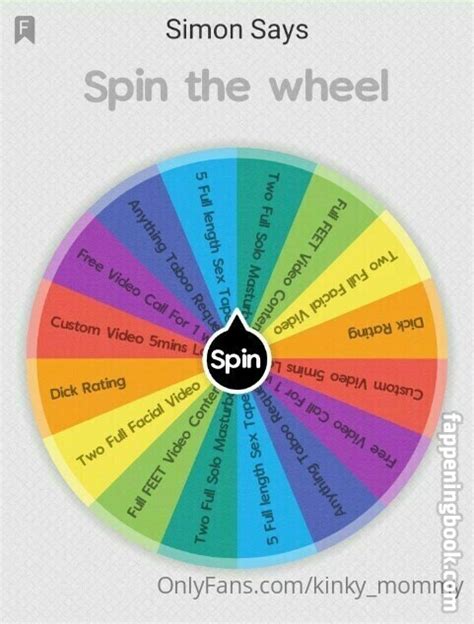 F
Simon Says
Spin the wheel
Two Full Solo Masturb
Full FEET Video Conten
Two Full Facial Video
Dick Rating
Custom Video 5mins L
Free Video Call For 1
Anything Taboo Requ
5 Full length Sex Tape
Two Full Solo Masturba
Full FEET Video Conten
Two Full Facial Video
Dick Rating
Custom Video 5mins L
Free Video Call For 1 w
Anything Taboo Reque
5 Full length Sex Tap
Spin
fappeningbook.com
OnlyFans.com/kinky_mommy